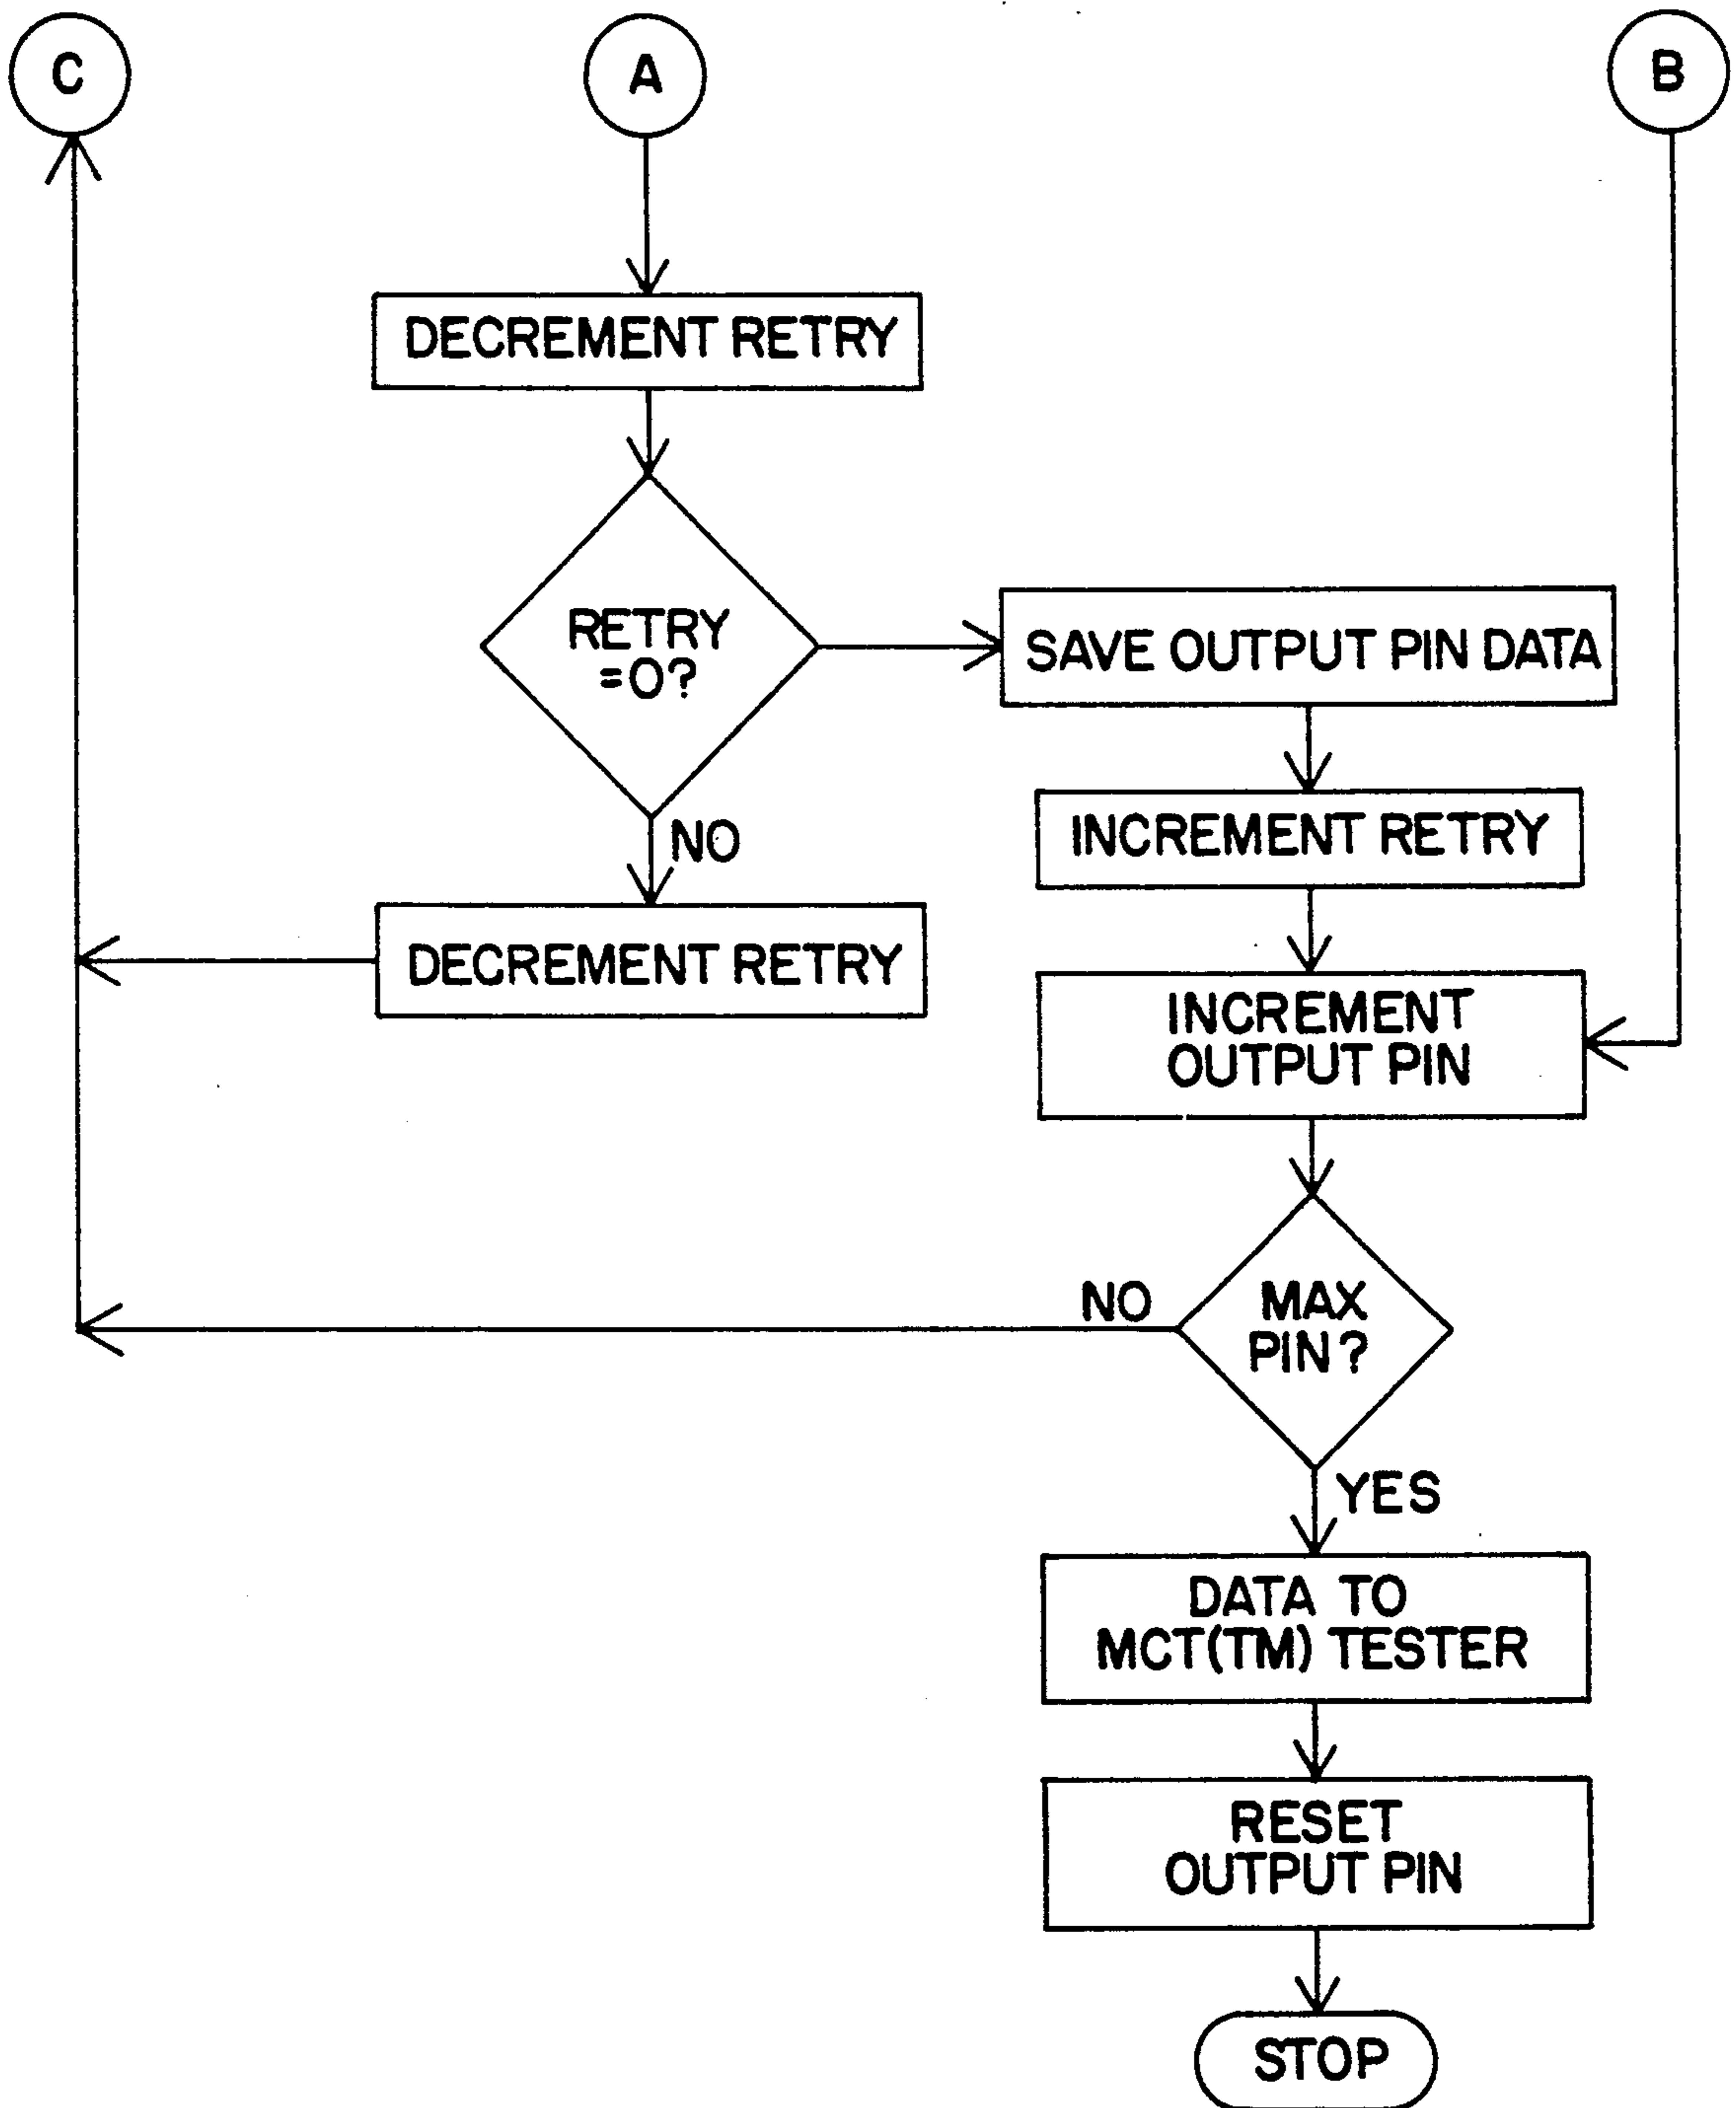 C
A
B
DECREMENT RETRY
RETRY
=0?
SAVE OUTPUT PIN DATA
INCREMENT RETRY
NO
DECREMENT RETRY
INCREMENT
OUTPUT PIN
NO
MAX
PIN?
YES
DATA TO
MCT(TM) TESTER
RESET
OUTPUT PIN
STOP